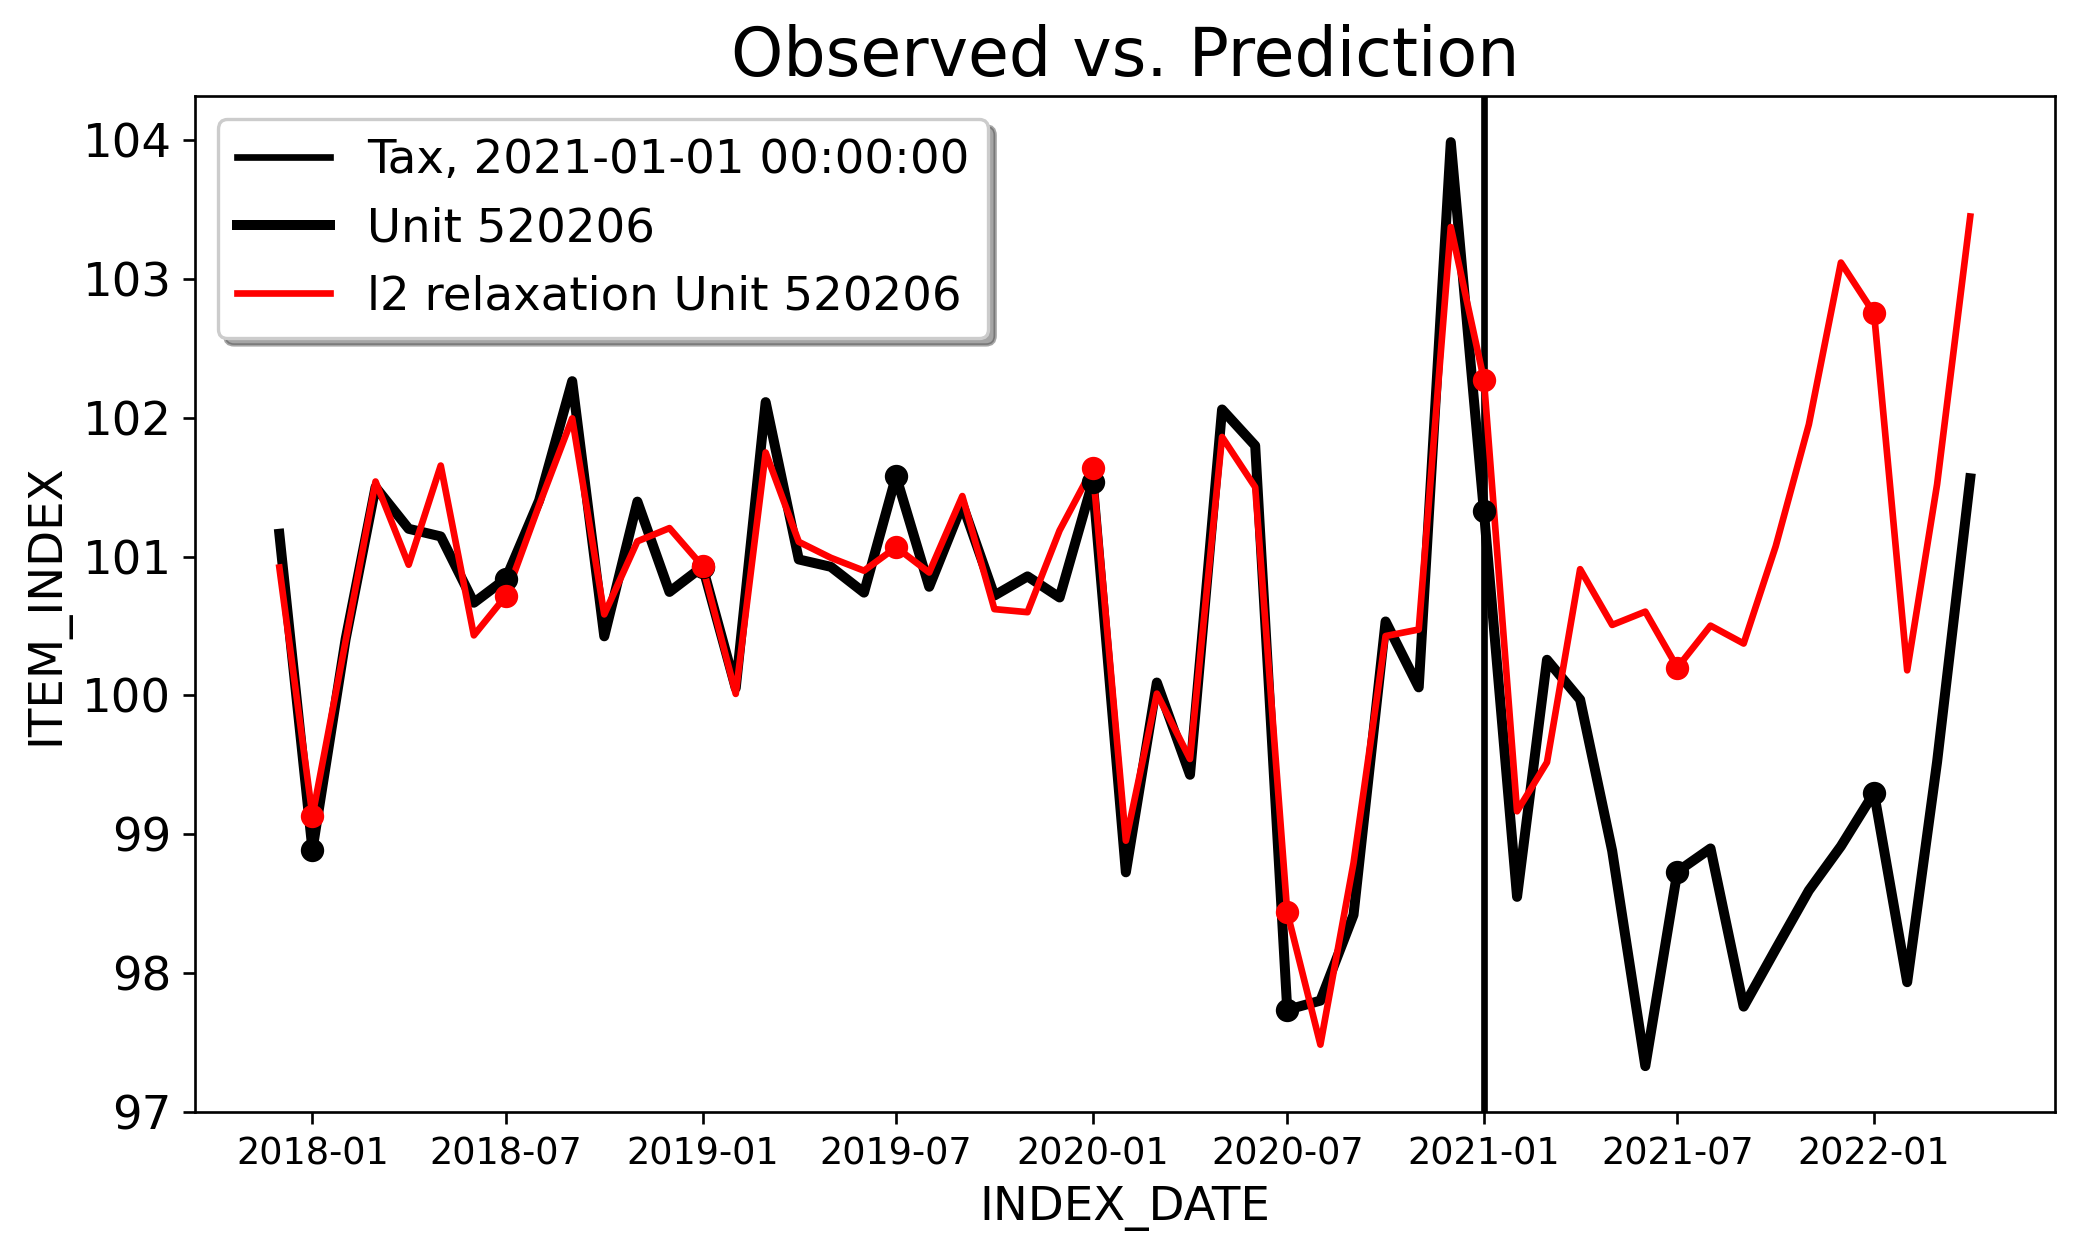 Observed vs. Prediction
Tax, 2021-01-01 00:00:00
Unit 520206
l2 relaxation Unit 520206
ITEM_INDEX
104
103
102
101
100
99
98
97
2018-01 2018-07 2019-01 2019-07 2020-01 2020-07 2021-01 2021-07 2022-01
INDEX_DATE